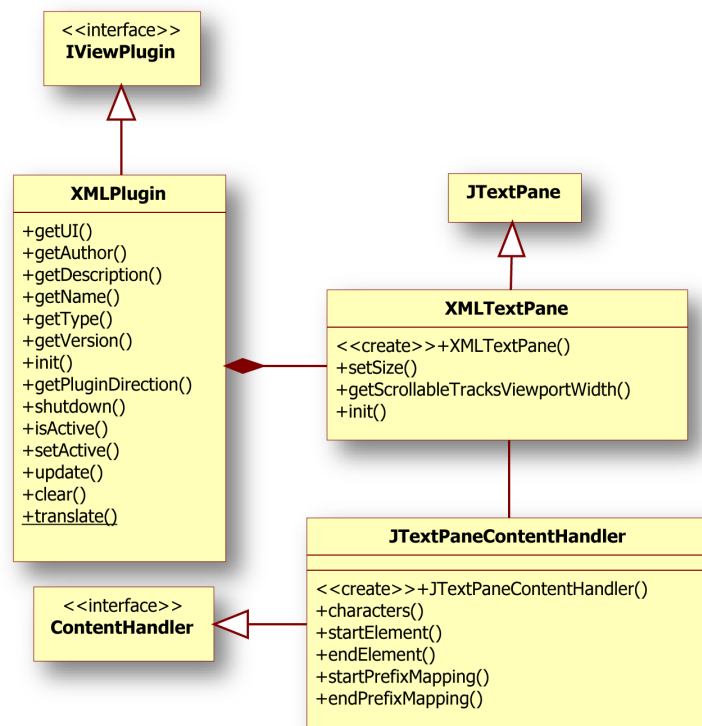 <<interface>>
IViewPlugin
XMLPlugin
+getUI()
+getAuthor()
+getDescription()
+getName()
+getType()
+getVersion()
+init()
+getPluginDirection()
+shutdown()
+isActive()
+setActive()
+update()
+clear()
+translate()
JTextPane
XMLTextPane
<<create>>+XMLTextPane()
+setSize()
+getScrollableTracksViewportWidth()
+init()
JTextPaneContentHandler
<<create>>+JTextPaneContentHandler()
+characters()
+startElement()
+endElement()
+startPrefixMapping()
+endPrefixMapping()
<<interface>>
ContentHandler